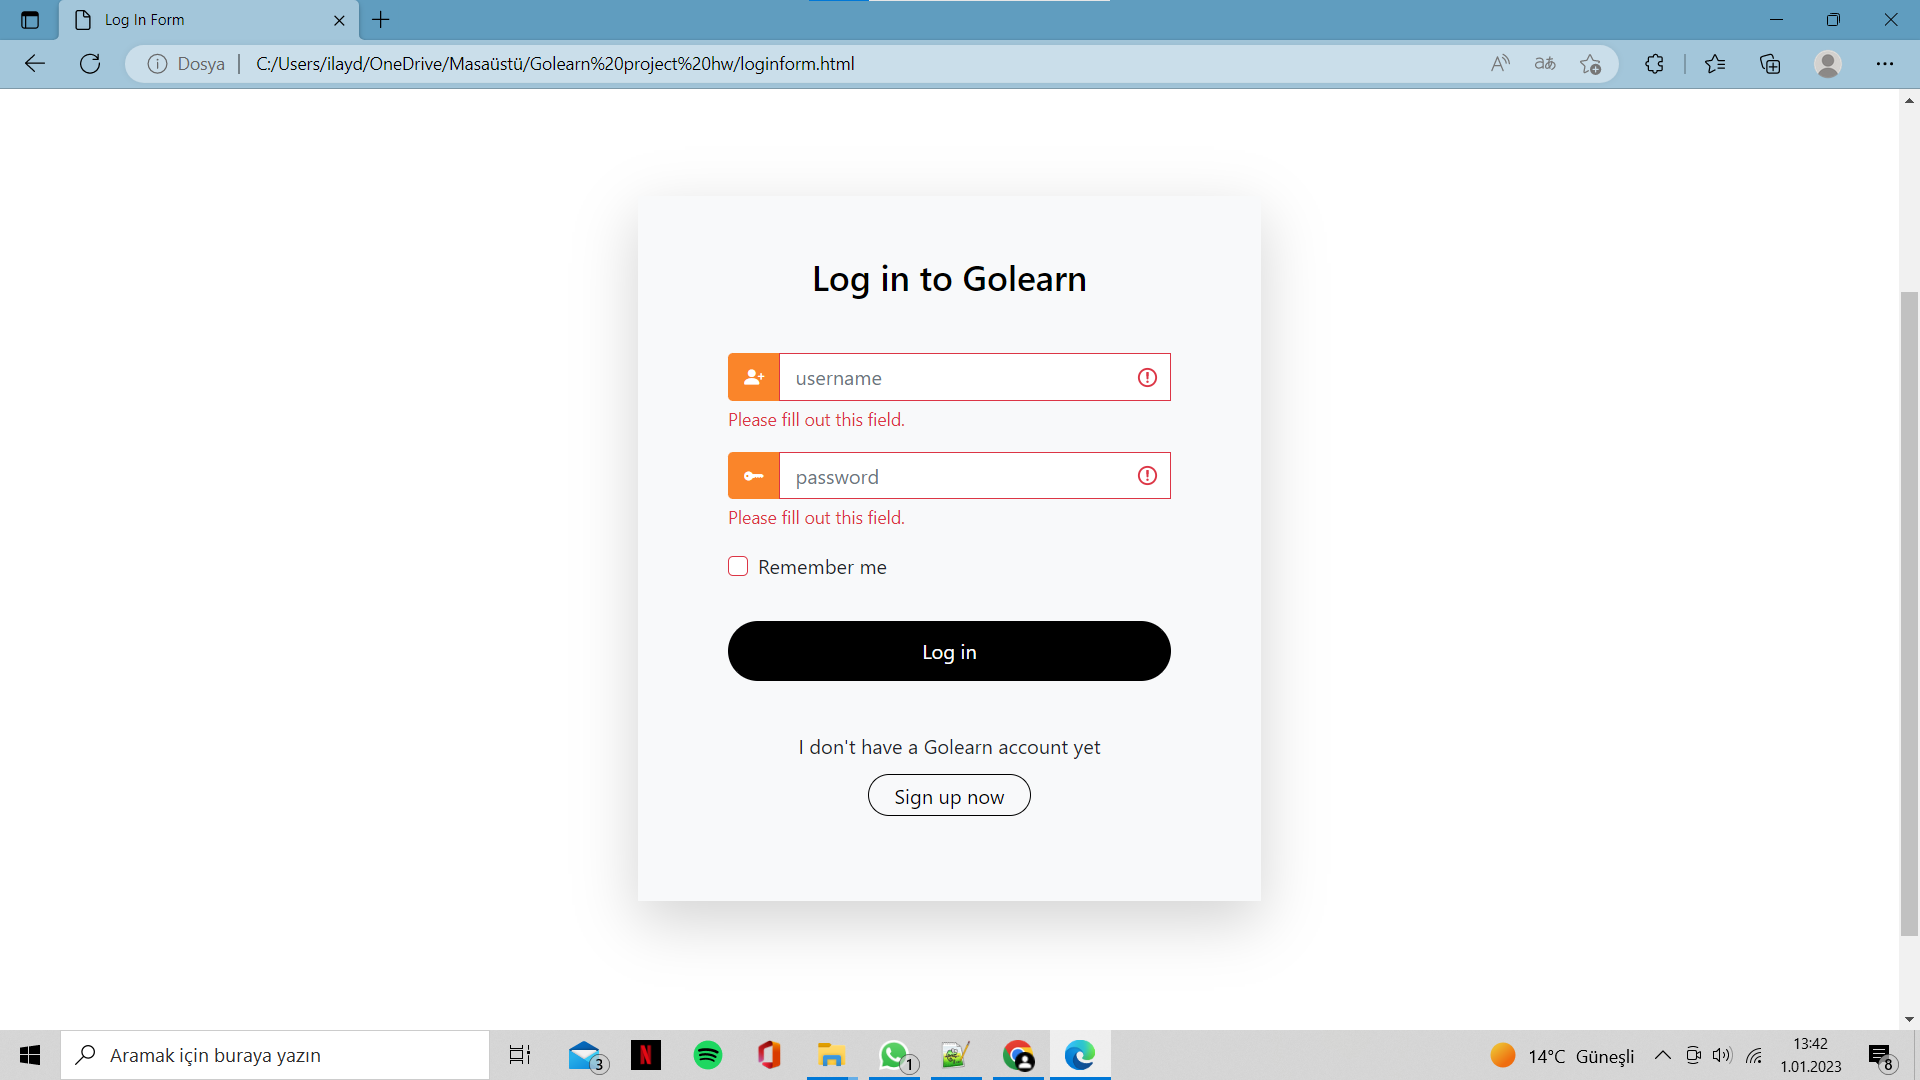 Log In Form
Dosya
C:/Users/ilayd/OneDrive/Masaüstü/Golearn%20project%20hw/loginform.html
Log in to Golearn
username
Please fill out this field.
password
Please fill out this field.
Remember me
Log in
I don't have a Golearn account yet
Sign up now
Aramak için buraya yazın
3
N
1
14°C Güneşli
13:42
1.01.2023
8